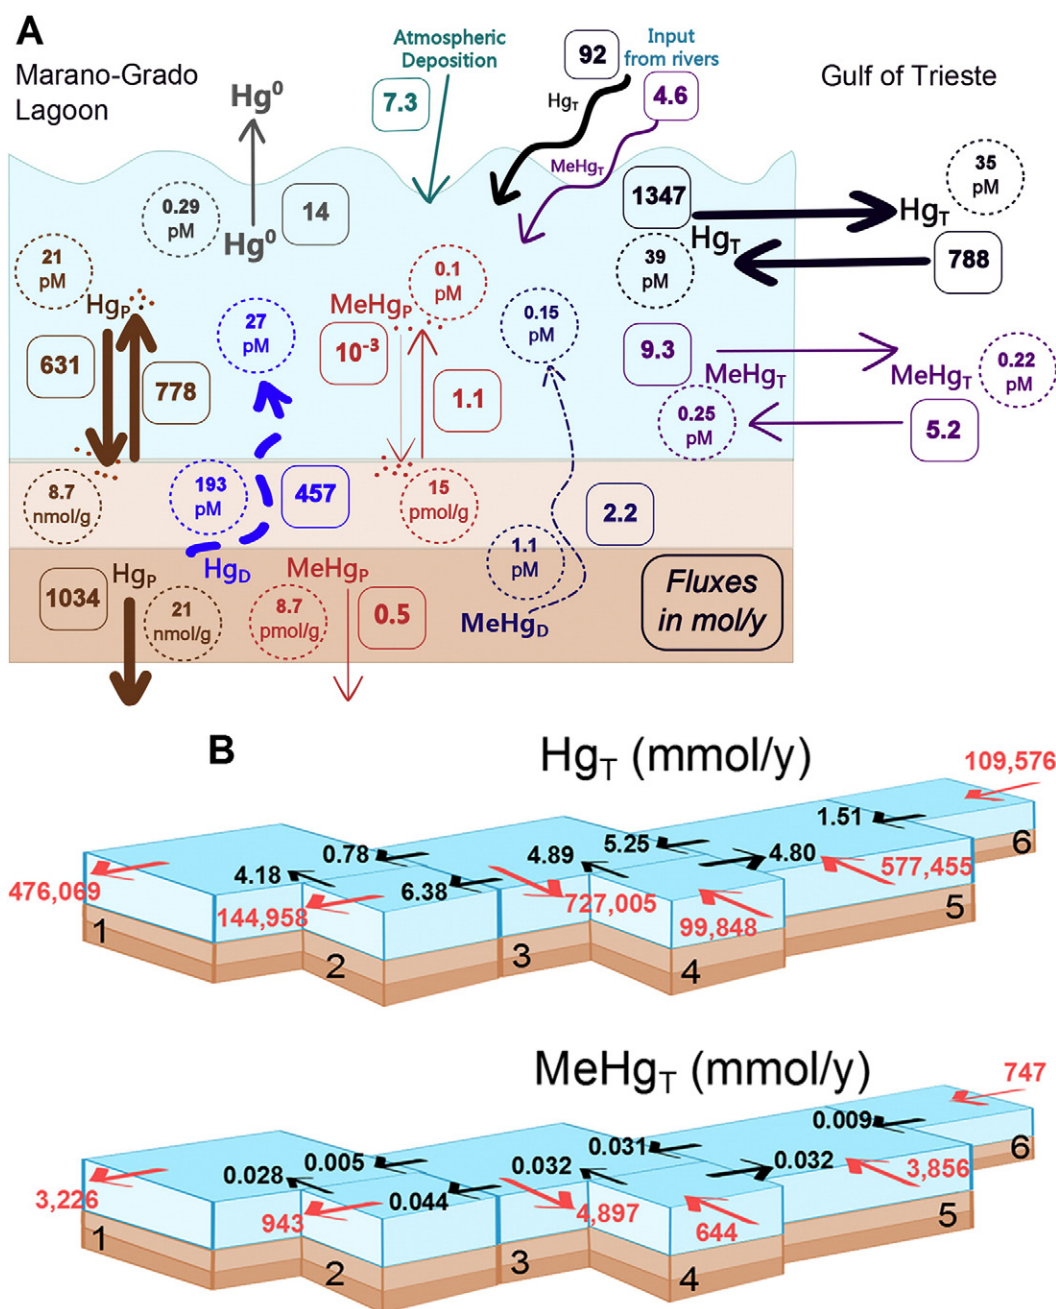 A
Marano-Grado
Lagoon
Atmospheric
Deposition
7.3
92
Input
from rivers
HgT
4.6
MeHgT
Gulf of Trieste
Hg0
Hg0
14
0.29
pM
1347
HgT
35
pM
HgT
39
pM
788
21
pM
HgP
631
778
27
pM
MeHgP
0.1
pM
10-3
1.1
0.15
pM
9.3
MeHgT
0.25
pM
MeHgT
0.22
pM
5.2
8.7
nmol/g
193
pM
457
15
pmol/g
2.2
1.1
pM
HgP
1034
21
nmol/g
HgD
MeHgP
8.7
pmol/g
0.5
MeHgD
Fluxes
in mol/y
B
HgT (mmol/y)
109,576
1.51
6
5.25
4.80
577,455
0.78
4.89
4.18
6.38
476,069
144,958
727,005
99,848
1
2
3
4
5
MeHgT (mmol/y)
747
0.009
6
0.031
0.032
3,856
0.005
0.032
0.028
0.044
3,226
943
4,897
644
1
2
3
4
5